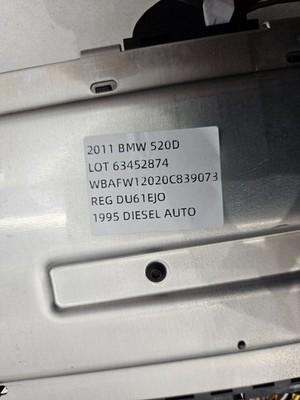 2011 BMW 520D
LOT 63452874
WBAFW12020C839073
REG DU61EJO
1995 DIESEL AUTO